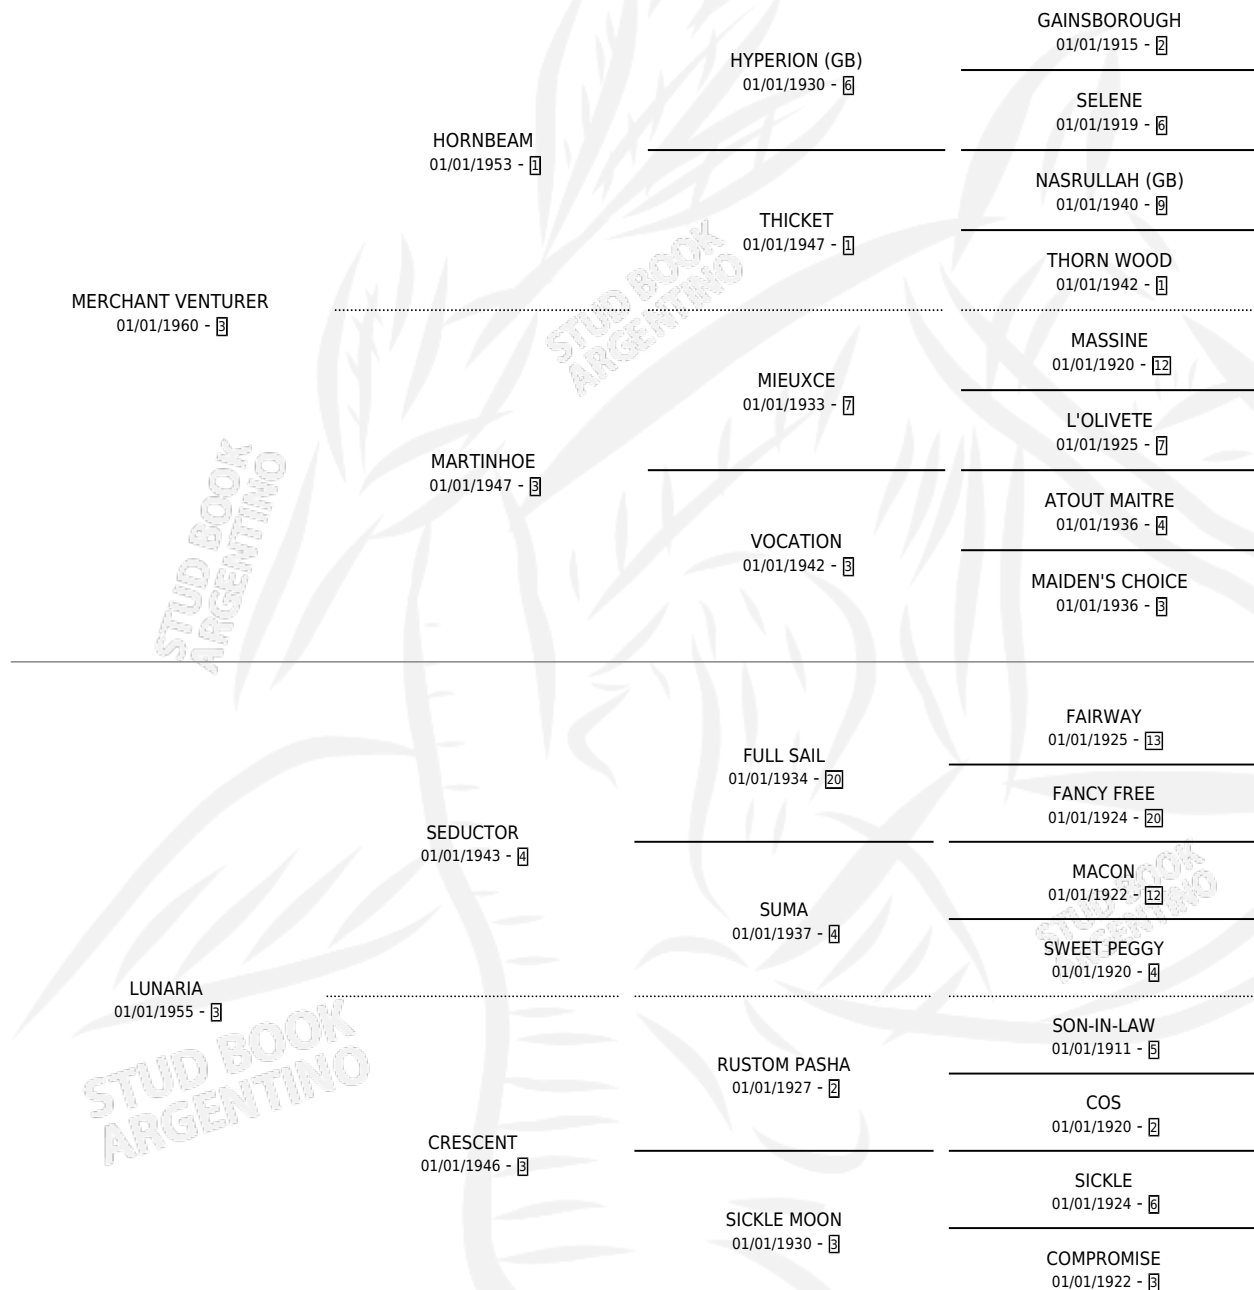 GAINSBOROUGH
01/01/1915 - 2
HYPERION (GB)
01/01/1930 - 6
SELENE
01/01/1919 - 6
HORNBEAM
01/01/1953 - 1
NASRULLAH (GB)
01/01/1940 - 9
THICKET
01/01/1947 - 1
THORN WOOD
01/01/1942 - 1
MERCHANT VENTURER
01/01/1960 - 3
MASSINE
01/01/1920 - 12
MIEUXCE
01/01/1933 - 7
L'OLIVETE
01/01/1925 - 7
MARTINHOE
01/01/1947 - 3
ATOUT MAITRE
01/01/1936 - 4
VOCATION
01/01/1942 - 3
MAIDEN'S CHOICE
01/01/1936 - 3
FAIRWAY
01/01/1925 - 13
FULL SAIL
01/01/1934 - 20
FANCY FREE
01/01/1924 - 20
SEDUCTOR
01/01/1943 - 4
MACON
01/01/1922 - 12
SUMA
01/01/1937 - 4
SWEET PEGGY
01/01/1920 - 4
LUNARIA
01/01/1955 - 3
SON-IN-LAW
01/01/1911 - 5
RUSTOM PASHA
01/01/1927 - 2
COS
01/01/1920 - 2
CRESCENT
01/01/1946 - 3
SICKLE
01/01/1924 - 6
SICKLE MOON
01/01/1930 - 3
COMPROMISE
01/01/1922 - 3
STUD BOOK
ARGENTINO
STUD BOOK
ARGENTINO
STUD BOOK
ARGENTINO
STUD BOOK
ARGENTINO